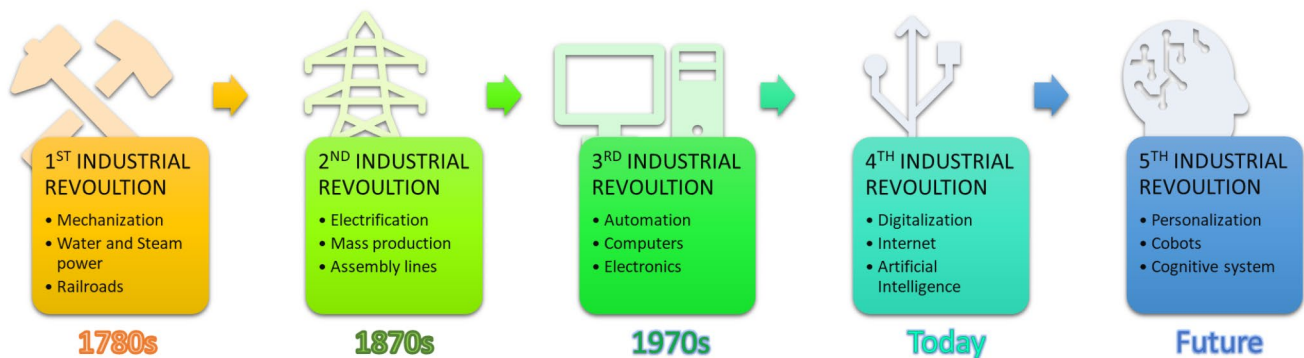 1ST INDUSTRIAL
REVOULTION
• Mechanization
• Water and Steam
power
• Railroads
1780s
2ND INDUSTRIAL
REVOULTION
• Electrification
• Mass production
• Assembly lines
1870s
3RD INDUSTRIAL
REVOULTION
• Automation
• Computers
• Electronics
1970s
4TH INDUSTRIAL
REVOULTION
• Digitalization
• Internet
• Artificial
Intelligence
Today
5TH INDUSTRIAL
REVOULTION
• Personalization
• Cobots
• Cognitive system
Future